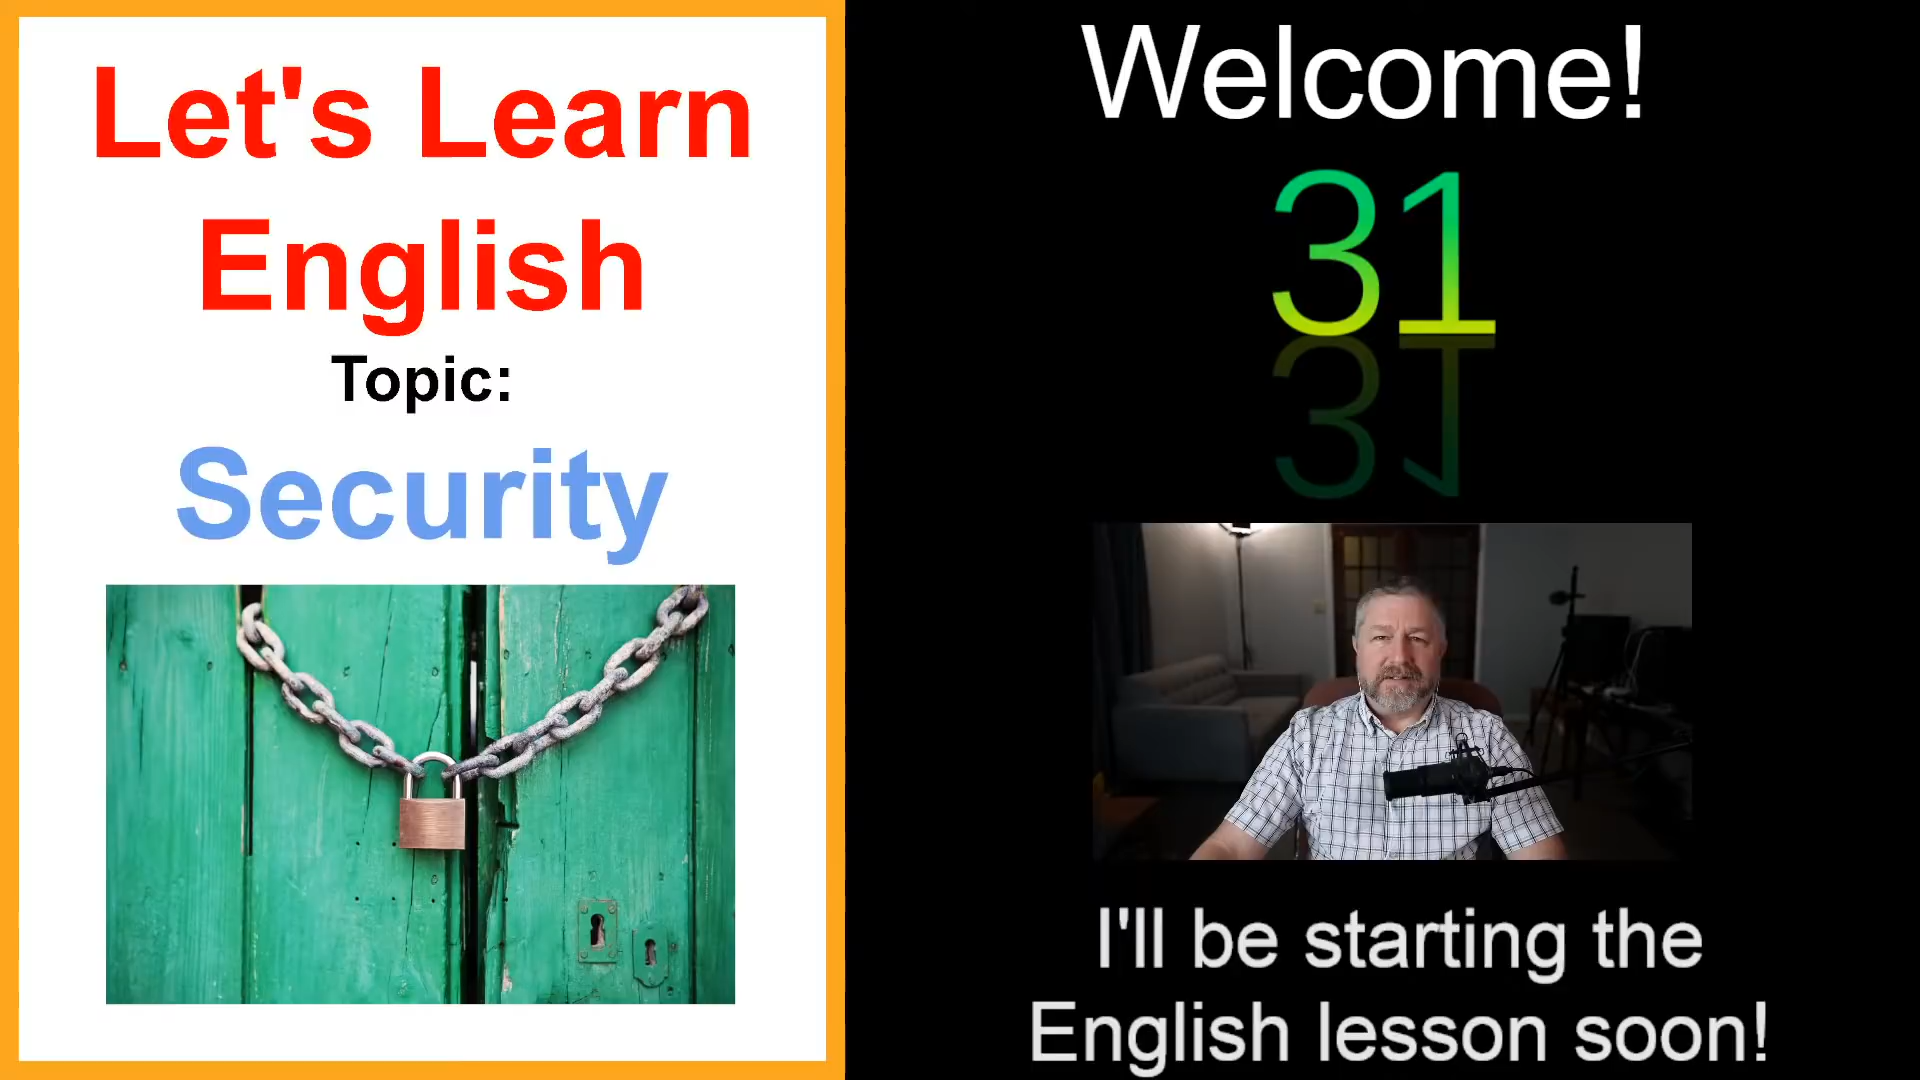 Let's Learn
English
Topic:
Security
Welcome!
31
I'll be starting the
English lesson soon!